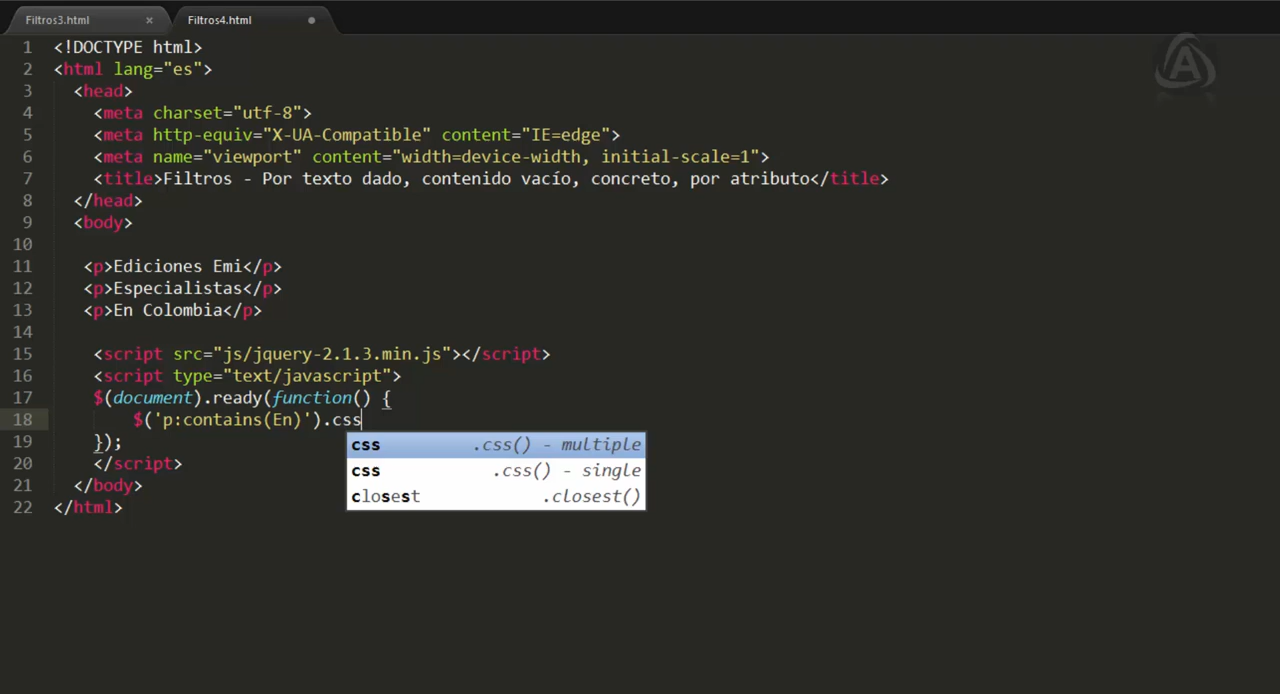 Filtros3.html × Filtros4.html
1 <!DOCTYPE html>
2 <html lang="es">
3 <head>
4 <meta charset="utf-8">
5 <meta http-equiv="X-UA-Compatible" content="IE=edge">
6 <meta name="viewport" content="width=device-width, initial-scale=1">
7 <title>Filtros - Por texto dado, contenido vacío, concreto, por atributo</title>
8 </head>
9 <body>
10
11 <p>Ediciones Emi</p>
12 <p>Especialistas</p>
13 <p>En Colombia</p>
14
15 <script src="js/jquery-2.1.3.min.js"></script>
16 <script type="text/javascript">
17 $(document).ready(function() {
18 $('p:contains(En)').css
19 });
css .css() - multiple
20 </script>
css .css() - single
21 </body>
closest .closest()
22 </html>